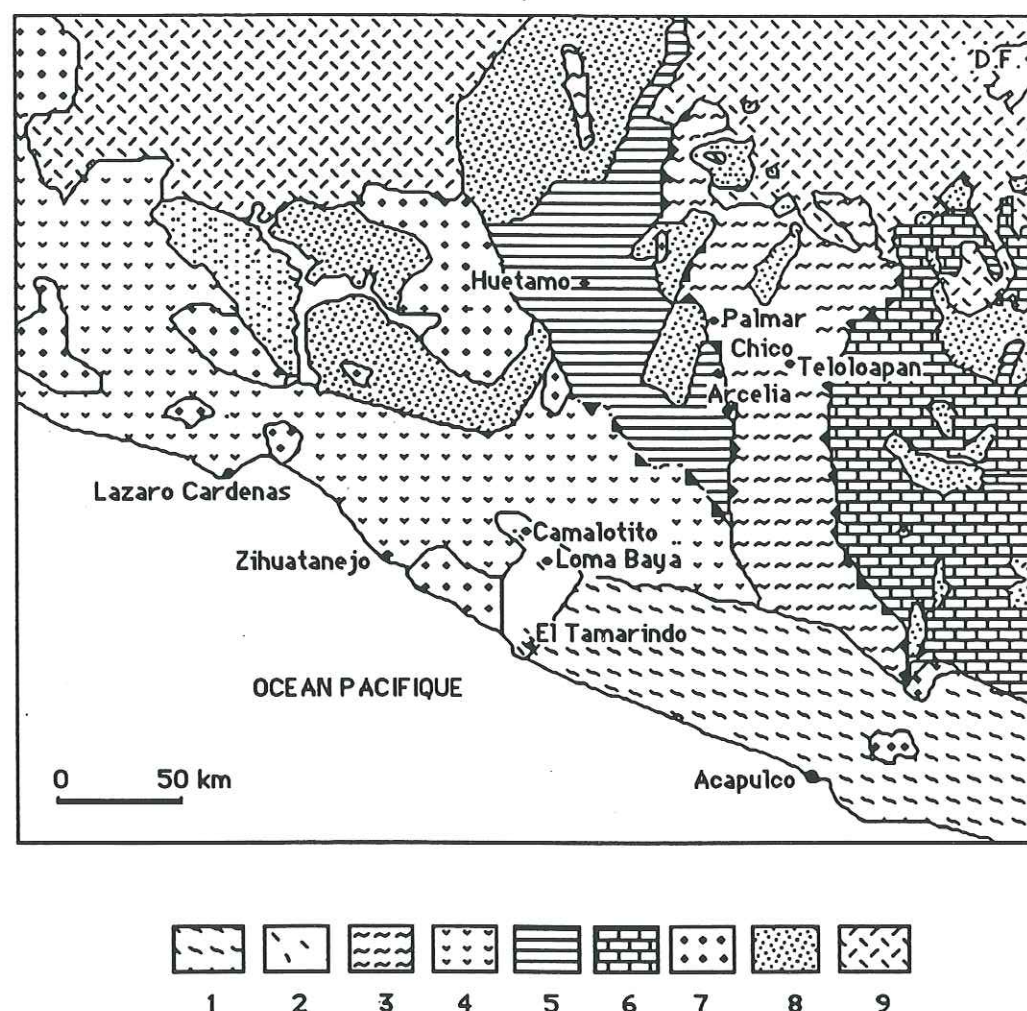 D.F.
Huetamo
Palmar
Chico
Teloloapan
Arcelia
Lazaro Cardenas
Camalotito
Zihuatanejo
Loma Baya
El Tamarindo
OCEAN PACIFIQUE
0 50 km
Acapulco
1 2 3 4 5 6 7 8 9